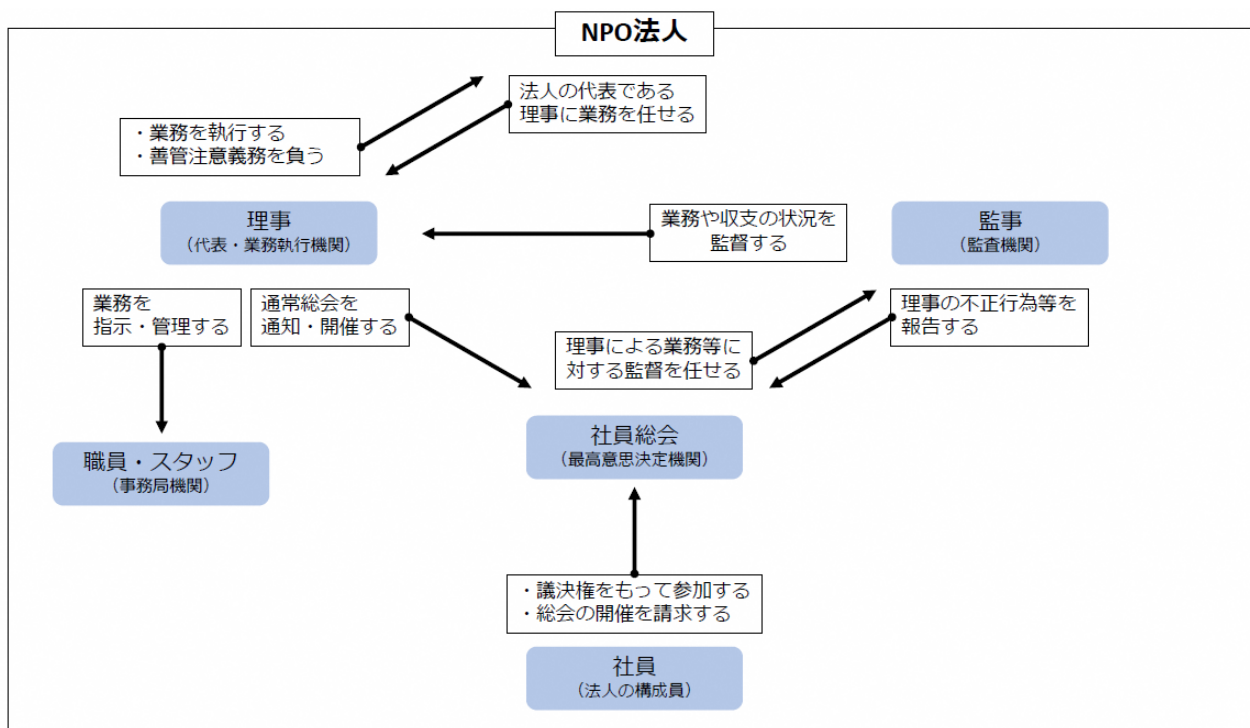 NPO法人
法人の代表である
理事に業務を任せる
・業務を執行する
・善管注意義務を負う
理事
(代表・業務執行機関)
業務や収支の状況を
監督する
監事
(監査機関)
業務を
指示・管理する
通常総会を
通知・開催する
理事による業務等に
対する監督を任せる
理事の不正行為等を
報告する
職員・スタッフ
(事務局機関)
社員総会
(最高意思決定機関)
・議決権をもって参加する
・総会の開催を請求する
社員
(法人の構成員)